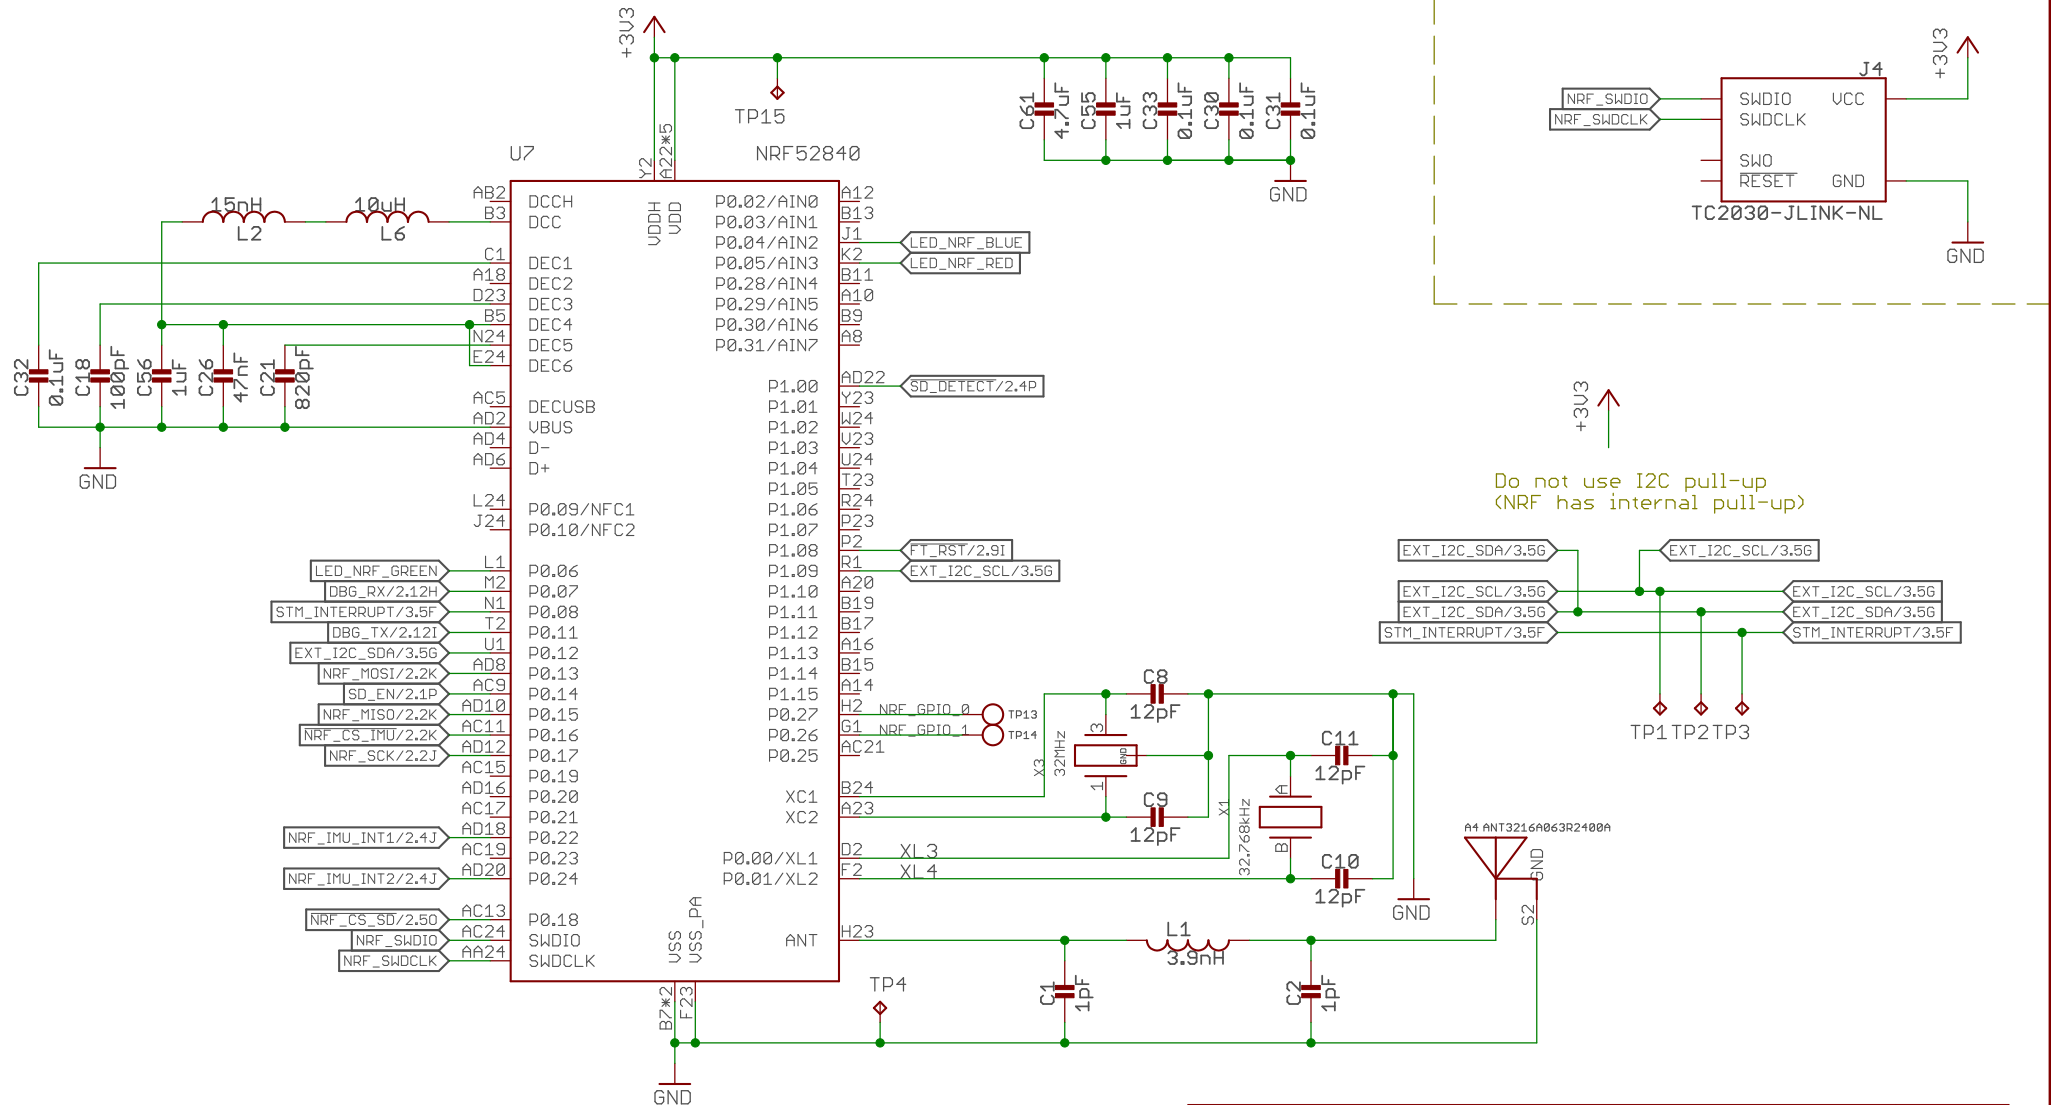 +3V3
TP15
C61
4.7uF
C55
1uF
C33
0.1uF
C30
0.1uF
C31
0.1uF
GND
U7
NRF52840
Y2
A22*5
VDDH
VDD
AB2 DCCH
B3 DCC
C1 DEC1
A18 DEC2
D23 DEC3
B5 DEC4
N24 DEC5
E24 DEC6
AC5 DECUSB
AD2 VBUS
AD4 D-
AD6 D+
L24 P0.09/NFC1
J24 P0.10/NFC2
LED_NRF_GREEN L1 P0.06
DBG_RX/2.12H M2 P0.07
STM_INTERRUPT/3.5F N1 P0.08
DBG_TX/2.12I T2 P0.11
EXT_I2C_SDA/3.5G U1 P0.12
NRF_MOSI/2.2K AD8 P0.13
SD_EN/2.1P AC9 P0.14
NRF_MISO/2.2K AD10 P0.15
NRF_CS_IMU/2.2K AC11 P0.16
NRF_SCK/2.2J AD12 P0.17
AC15 P0.19
AD16 P0.20
AC17 P0.21
NRF_IMU_INT1/2.4J AD18 P0.22
AC19 P0.23
NRF_IMU_INT2/2.4J AD20 P0.24
NRF_CS_SD/2.5O AC13 P0.18
NRF_SWDIO AC24 SWDIO
NRF_SWDCLK AA24 SWDCLK
15nH
L2
10uH
L6
C32
0.1uF
C18
100pF
C56
1uF
C26
47nF
C21
820pF
GND
P0.02/AIN0 A12
P0.03/AIN1 B13
P0.04/AIN2 J1 LED_NRF_BLUE
P0.05/AIN3 K2 LED_NRF_RED
P0.28/AIN4 B11
P0.29/AIN5 A10
P0.30/AIN6 B9
P0.31/AIN7 A8
P1.00 AD22 SD_DETECT/2.4P
P1.01 Y23
P1.02 W24
P1.03 V23
P1.04 U24
P1.05 T23
P1.06 R24
P1.07 P23
P1.08 P2 FT_RST/2.9I
P1.09 R1 EXT_I2C_SCL/3.5G
P1.10 A20
P1.11 B19
P1.12 B17
P1.13 A16
P1.14 B15
P1.15 A14
P0.27 H2 NRF_GPIO_0 TP13
P0.26 G1 NRF_GPIO_1 TP14
P0.25 AC21
XC1 B24
XC2 A23
P0.00/XL1 D2 XL3
P0.01/XL2 F2 XL4
ANT H23
VSS
VSS_PA
B7*2
F23
GND
TP4
C8
12pF
X3
32MHz
3
GND
1
C9
12pF
C11
12pF
X1
32.768kHz
A
B
C10
12pF
GND
L1
3.9nH
C1
1pF
C2
1pF
A4 ANT3216A063R2400A
GND
S2
J4
+3V3
NRF_SWDIO
NRF_SWDCLK
SWDIO VCC
SWDCLK
SWO
RESET GND
TC2030-JLINK-NL
GND
+3V3
Do not use I2C pull-up
(NRF has internal pull-up)
EXT_I2C_SDA/3.5G EXT_I2C_SCL/3.5G
EXT_I2C_SCL/3.5G EXT_I2C_SCL/3.5G
EXT_I2C_SDA/3.5G EXT_I2C_SDA/3.5G
STM_INTERRUPT/3.5F STM_INTERRUPT/3.5F
TP1 TP2 TP3